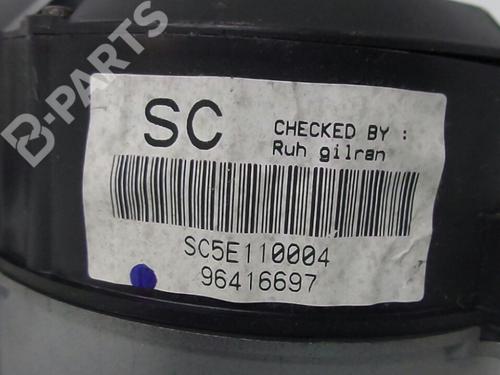 B-PARTS
SC
CHECKED BY :
Ruh gilran
SC5E110004
96416697